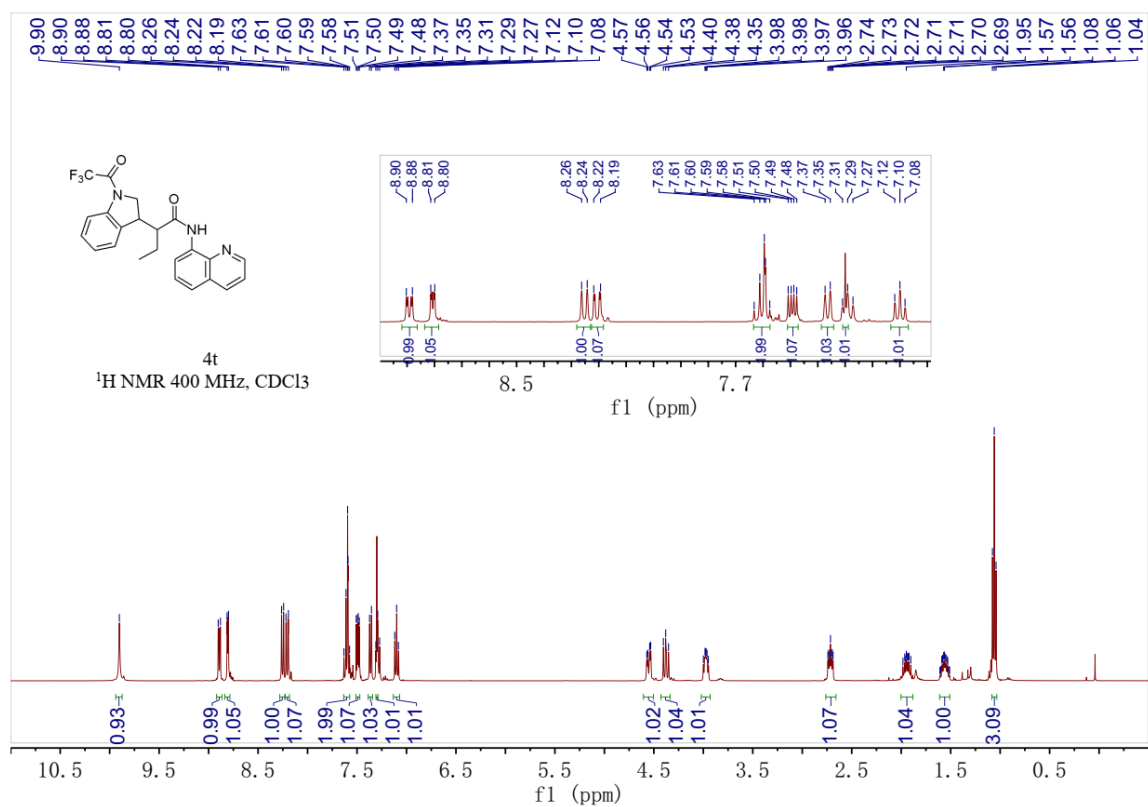 9.90 8.90 8.88 8.81 8.80 8.26 8.24 8.22 8.19 7.63 7.61 7.60 7.59 7.58 7.51 7.50 7.49 7.48 7.37 7.35 7.31 7.29 7.27 7.12 7.10 7.08 4.57 4.56 4.54 4.53 4.40 4.38 4.35 3.98 3.98 3.97 3.96 2.74 2.73 2.72 2.71 2.71 2.70 2.69 1.95 1.57 1.56 1.08 1.06 1.04
8.90 8.88 8.81 8.80 8.26 8.24 8.22 8.19 7.63 7.61 7.60 7.59 7.58 7.51 7.50 7.49 7.48 7.37 7.35 7.31 7.29 7.27 7.12 7.10 7.08
O
F3C
N
O
NH
N
0.99 1.05 1.00 1.07 1.99 1.07 1.03 1.01 1.01
4t
1H NMR 400 MHz, CDCl3
8.5 7.7
f1 (ppm)
0.93 0.99 1.05 1.00 1.07 1.99 1.07 1.03 1.01 1.01 1.02 1.04 1.01 1.07 1.04 1.00 3.09
10.5 9.5 8.5 7.5 6.5 5.5 4.5 3.5 2.5 1.5 0.5
f1 (ppm)